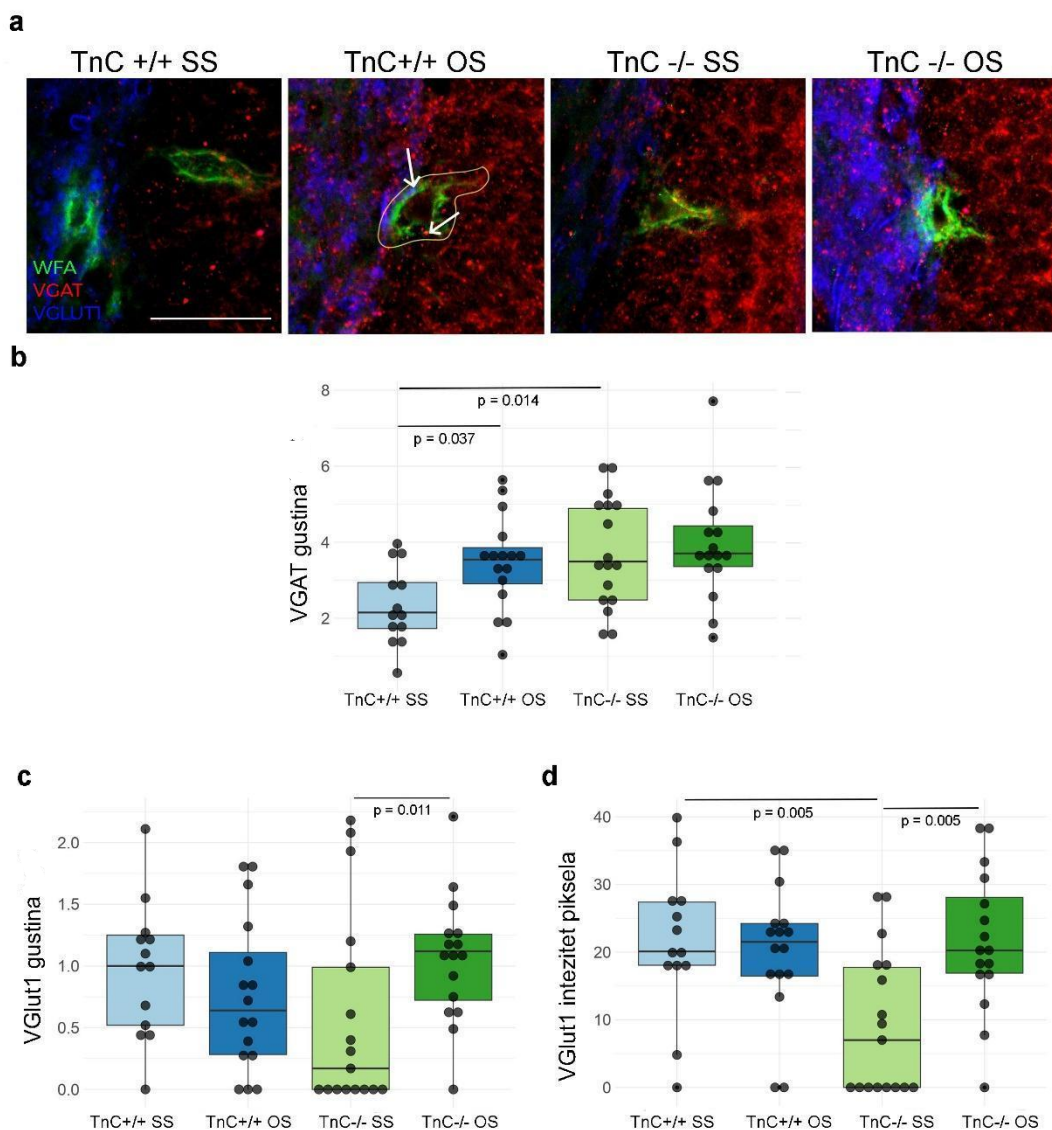 a
TnC +/+ SS TnC+/+ OS TnC -/- SS TnC -/- OS
WFA
VGAT
VGLUT1
b
8
6
4
2
VGAT gustina
p = 0.014
p = 0.037
TnC+/+ SS TnC+/+ OS TnC-/- SS TnC-/- OS
c
2.0
1.5
1.0
0.5
0.0
VGlut1 gustina
p = 0.011
TnC+/+ SS TnC+/+ OS TnC-/- SS TnC-/- OS
d
40
30
20
10
0
VGlut1 intezitet piksela
p = 0.005 p = 0.005
TnC+/+ SS TnC+/+ OS TnC-/- SS TnC-/- OS